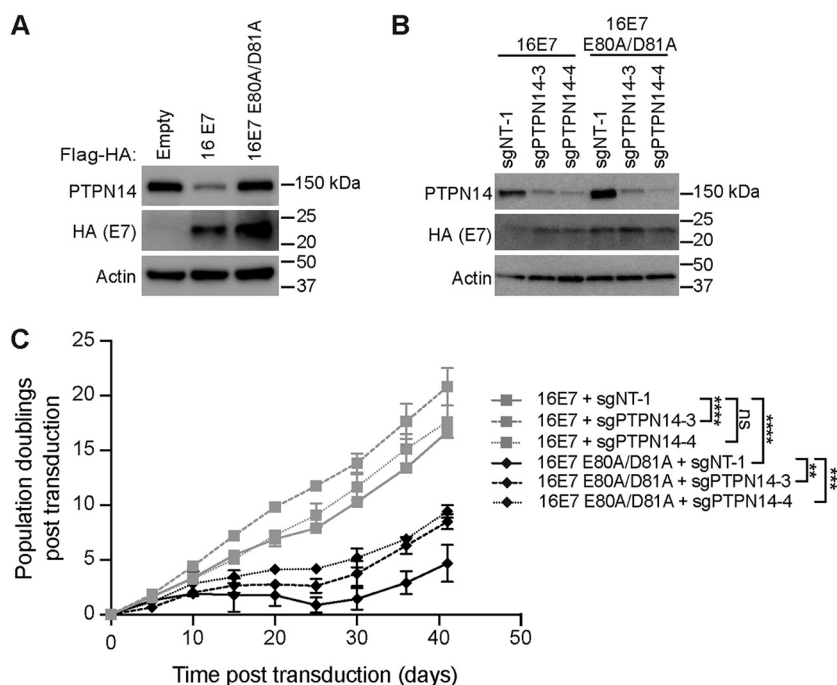 A
Flag-HA:
Empty
16 E7
16E7 E80A/D81A
PTPN14
150 kDa
HA (E7)
25
20
Actin
50
37
B
16E7
16E7
E80A/D81A
sgNT-1
sgPTPN14-3
sgPTPN14-4
sgNT-1
sgPTPN14-3
sgPTPN14-4
PTPN14
150 kDa
HA (E7)
25
20
Actin
50
37
C
Population doublings
post transduction
25
20
15
10
5
0
0
10
20
30
40
50
Time post transduction (days)
16E7 + sgNT-1
16E7 + sgPTPN14-3
16E7 + sgPTPN14-4
16E7 E80A/D81A + sgNT-1
16E7 E80A/D81A + sgPTPN14-3
16E7 E80A/D81A + sgPTPN14-4
****
ns
****
**
***